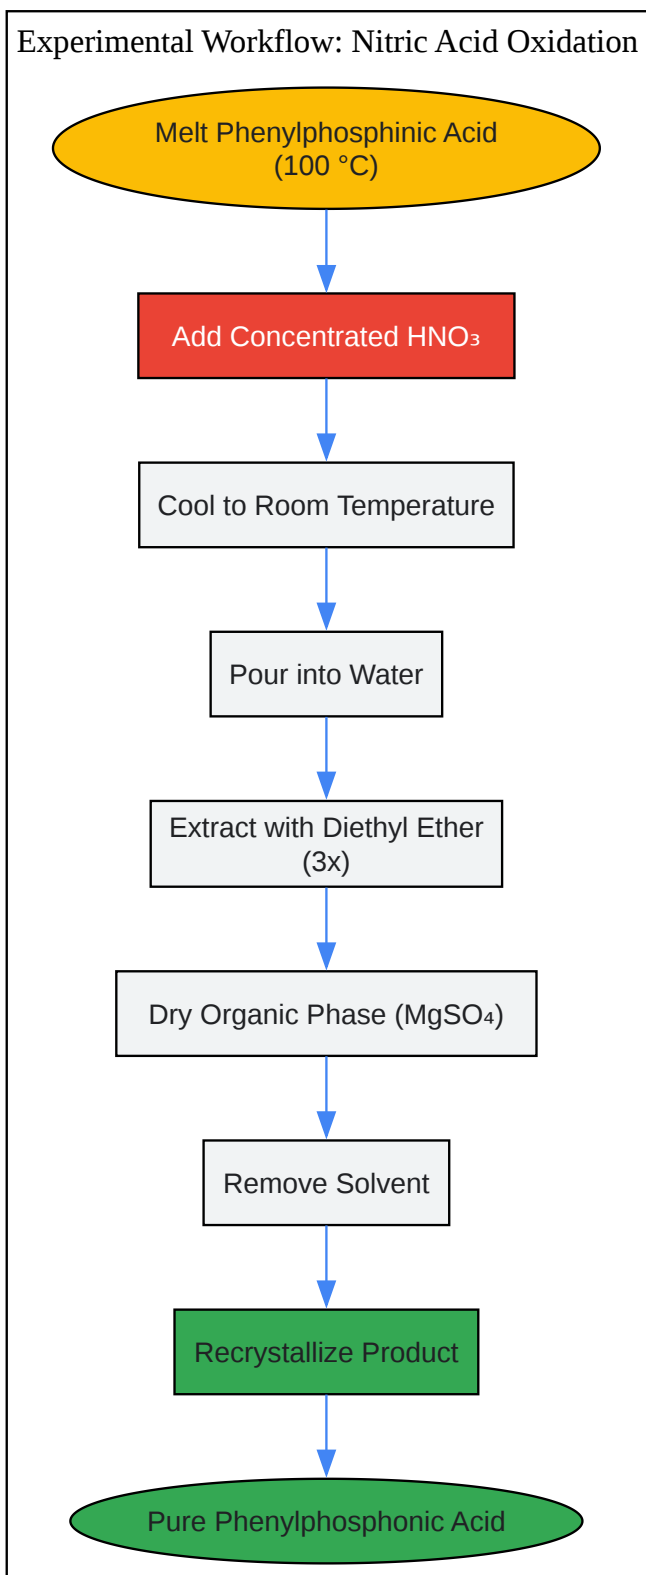 Experimental Workflow: Nitric Acid Oxidation
Melt Phenylphosphinic Acid
(100 °C)
Add Concentrated HNO₃
Cool to Room Temperature
Pour into Water
Extract with Diethyl Ether
(3x)
Dry Organic Phase (MgSO₄)
Remove Solvent
Recrystallize Product
Pure Phenylphosphonic Acid